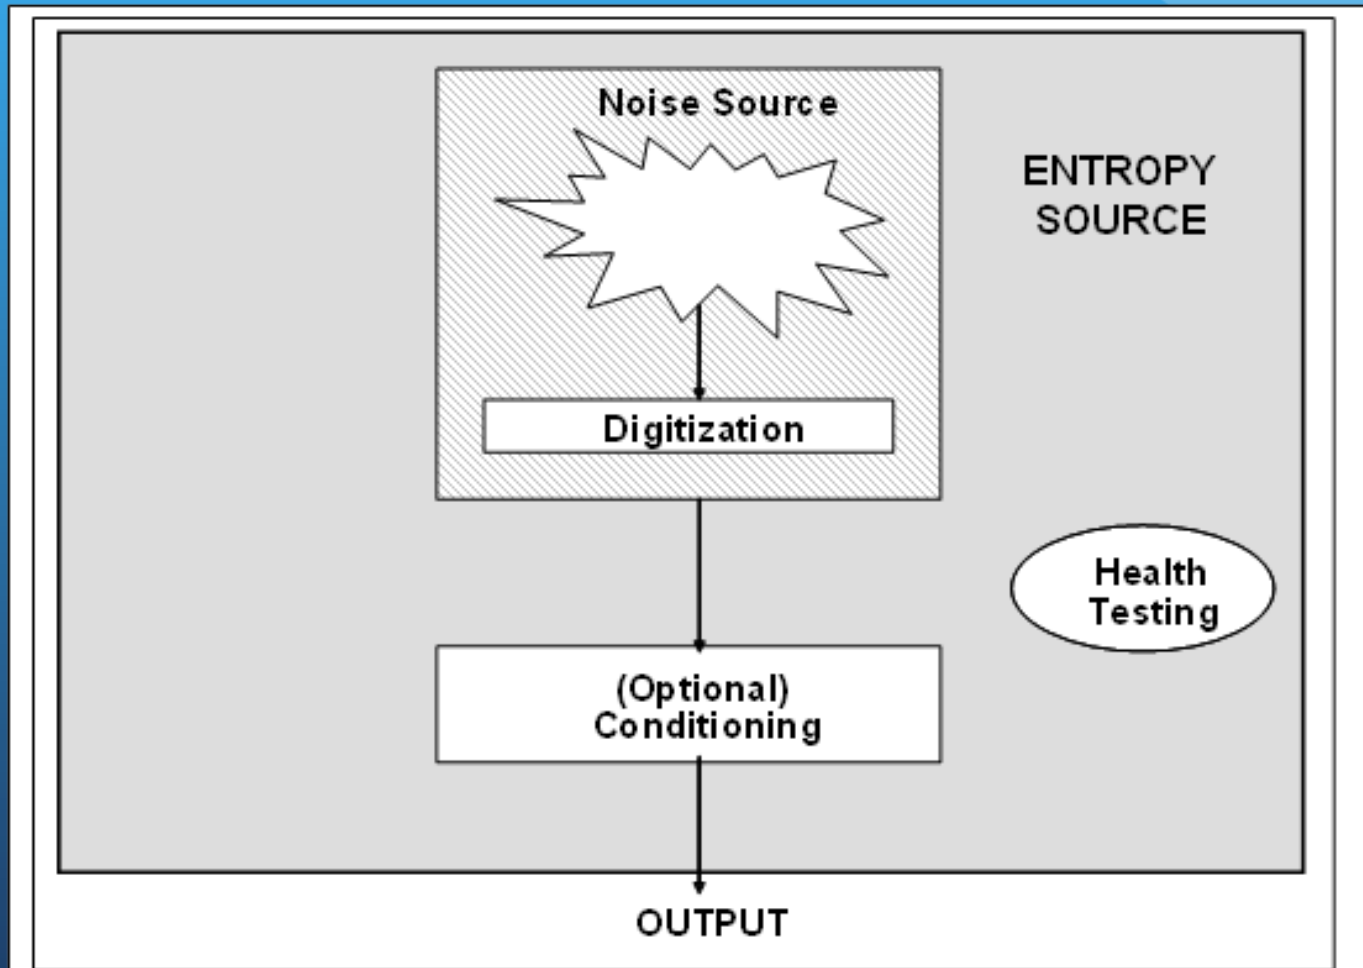 Noise Source
ENTROPY
SOURCE
Digitization
Health
Testing
(Optional)
Conditioning
OUTPUT